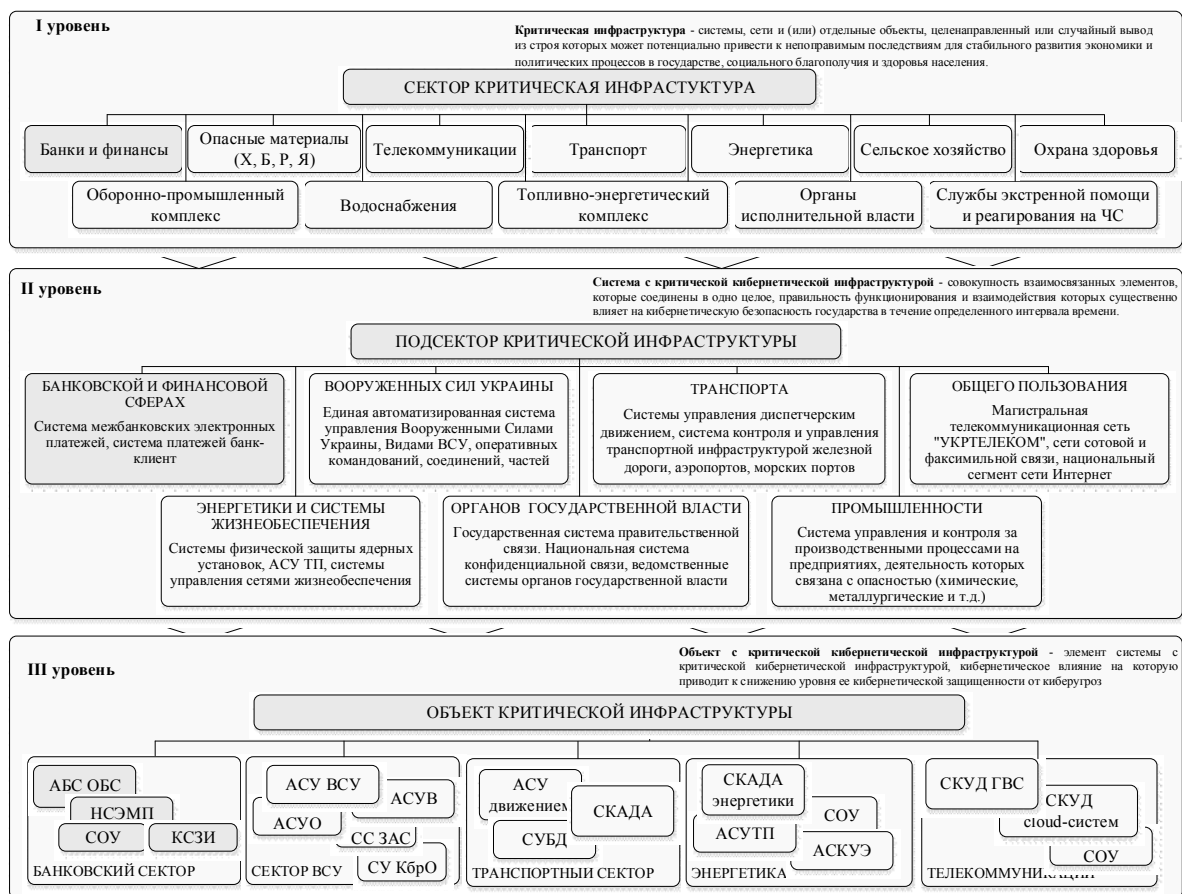 I уровень
Критическая инфраструктура - системы, сети и (или) отдельные объекты, целенаправленный или случайный вывод
из строя которых может потенциально привести к непоправимым последствиям для стабильного развития экономики и
политических процессов в государстве, социального благополучия и здоровья населения.
СЕКТОР КРИТИЧЕСКАЯ ИНФРАСТУКТУРА
Банки и финансы
Опасные материалы
(Х, Б, Р, Я)
Телекоммуникации
Транспорт
Энергетика
Сельское хозяйство
Охрана здоровья
Оборонно-промышленный
комплекс
Водоснабжения
Топливно-энергетический
комплекс
Органы
исполнительной власти
Службы экстренной помощи
и реагирования на ЧС
II уровень
Система с критической кибернетической инфраструктурой - совокупность взаимосвязанных элементов,
которые соединены в одно целое, правильность функционирования и взаимодействия которых существенно
влияет на кибернетическую безопасность государства в течение определенного интервала времени.
ПОДСЕКТОР КРИТИЧЕСКОЙ ИНФРАСТРУКТУРЫ
БАНКОВСКОЙ И ФИНАНСОВОЙ
СФЕРАХ
Система межбанковских электронных
платежей, система платежей банк-
клиент
ВООРУЖЕННЫХ СИЛ УКРАИНЫ
Единая автоматизированная система
управления Вооруженными Силами
Украины, Видами ВСУ, оперативных
командований, соединений, частей
ТРАНСПОРТА
Системы управления диспетчерским
движением, система контроля и управления
транспортной инфраструктурой железной
дороги, аэропортов, морских портов
ОБЩЕГО ПОЛЬЗОВАНИЯ
Магистральная
телекоммуникационная сеть
"УКРТЕЛЕКОМ", сети сотовой и
факсимильной связи, национальный
сегмент сети Интернет
ЭНЕРГЕТИКИ И СИСТЕМЫ
ЖИЗНЕОБЕСПЕЧЕНИЯ
Системы физической защиты ядерных
установок, АСУ ТП, системы
управления сетями жизнеобеспечения
ОРГАНОВ ГОСУДАРСТВЕННОЙ ВЛАСТИ
Государственная система правительственной
связи. Национальная система
конфиденциальной связи, ведомственные
системы органов государственной власти
ПРОМЫШЛЕННОСТИ
Система управления и контроля за
производственными процессами на
предприятиях, деятельность которых
связана с опасностью (химические,
металлургические и т.д.)
III уровень
Объект с критической кибернетической инфраструктурой - элемент системы с
критической кибернетической инфраструктурой, кибернетическое влияние на которую
приводит к снижению уровня ее кибернетической защищенности от киберугроз
ОБЪЕКТ КРИТИЧЕСКОЙ ИНФРАСТРУКТУРЫ
АБС ОБС
НСЭМП
СОУ
КСЗИ
БАНКОВСКИЙ СЕКТОР
АСУ ВСУ
АСУВ
АСУО
СС ЗАС
СУ КбрО
СЕКТОР ВСУ
АСУ
движением
СКАДА
СУБД
ТРАНСПОРТНЫЙ СЕКТОР
СКАДА
энергетики
СОУ
АСУТП
АСКУЭ
ЭНЕРГЕТИКА
СКУД ГВС
СКУД
cloud-систем
СОУ
ТЕЛЕКОММУНИКАЦИИ